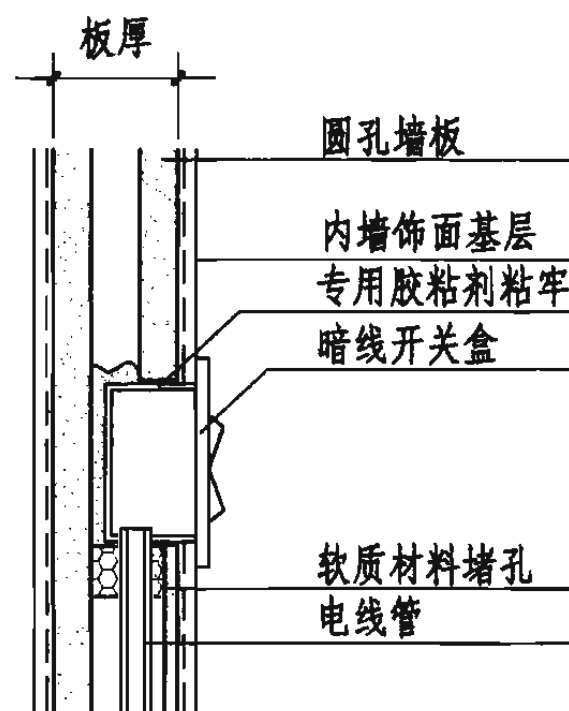 板厚
圆孔墙板
内墙饰面基层
专用胶粘剂粘牢
暗线开关盒
软质材料堵孔
电线管